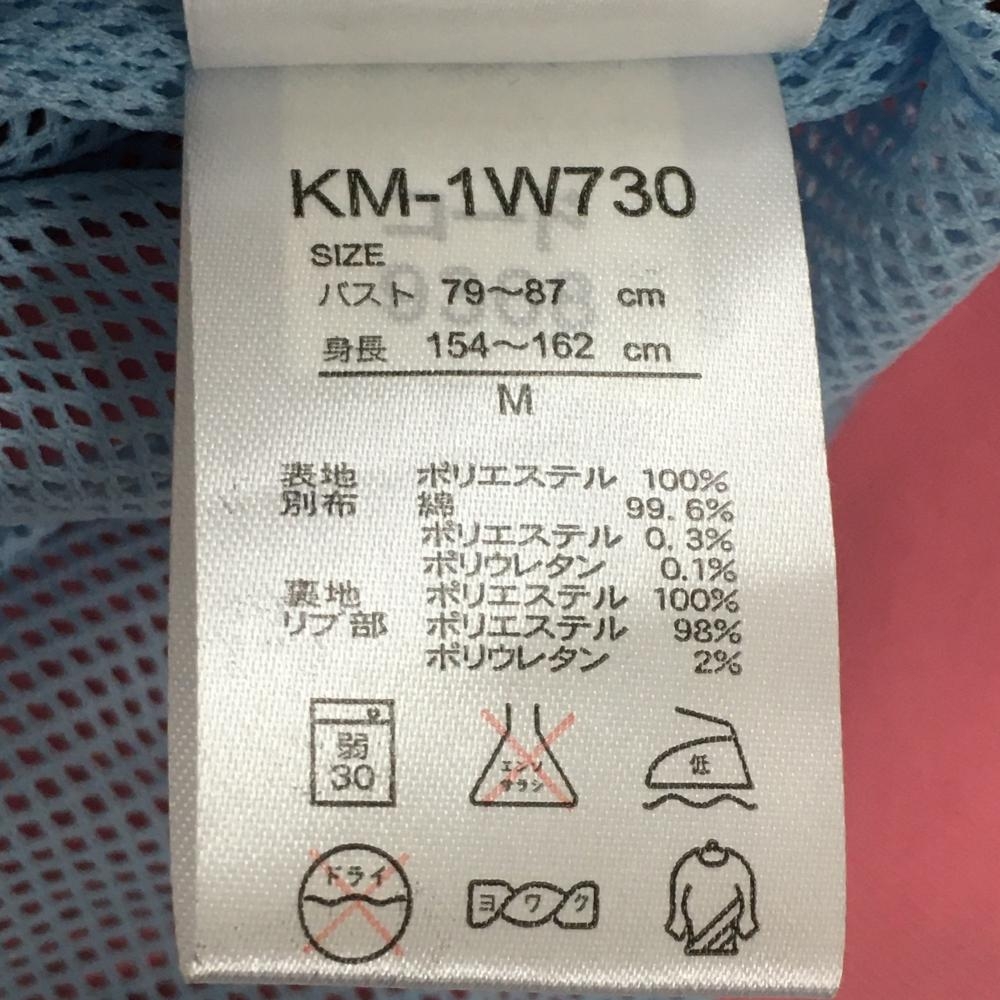 KM-1W730
SIZE
バスト 79〜87 cm
身長 154〜162 cm
M
表地 ポリエステル 100%
別布 綿 99.6%
ポリエステル 0.3%
ポリウレタン 0.1%
裏地 ポリエステル 100%
リブ部 ポリエステル 98%
ポリウレタン 2%
弱
30
エンソ
サラシ
低
ドライ
ヨワク